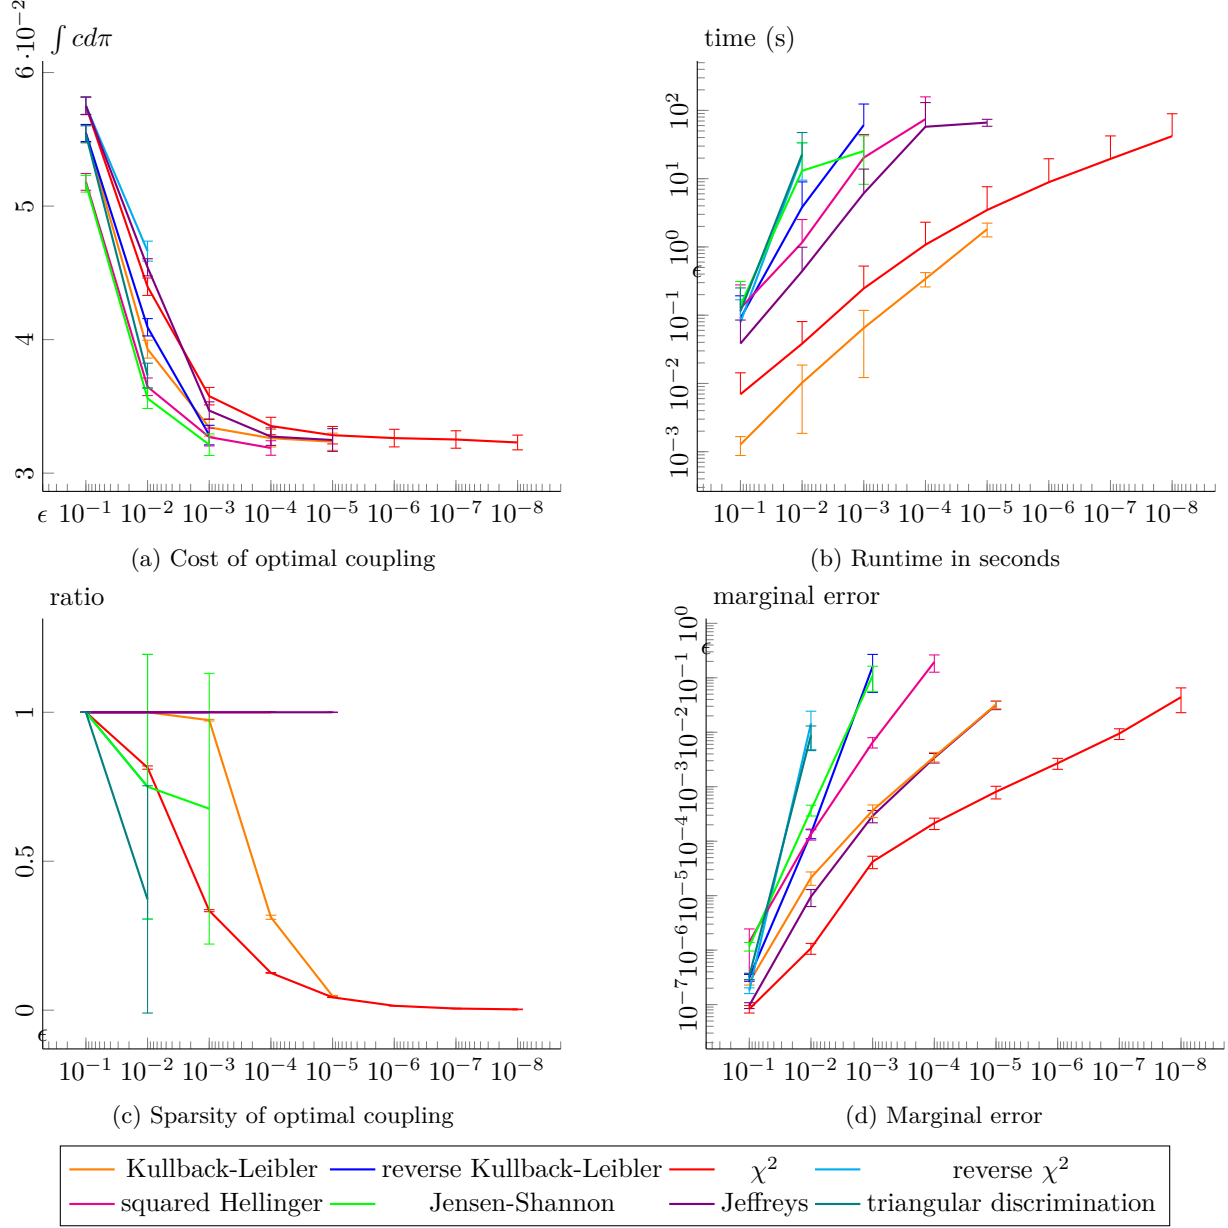 ∫ cdπ
·10⁻²
6
5
4
3
ϵ 10⁻¹ 10⁻² 10⁻³ 10⁻⁴ 10⁻⁵ 10⁻⁶ 10⁻⁷ 10⁻⁸
(a) Cost of optimal coupling
time (s)
10²
10¹
10⁰
ϵ
10⁻¹
10⁻²
10⁻³
10⁻¹ 10⁻² 10⁻³ 10⁻⁴ 10⁻⁵ 10⁻⁶ 10⁻⁷ 10⁻⁸
(b) Runtime in seconds
ratio
1
0.5
0
ϵ
10⁻¹ 10⁻² 10⁻³ 10⁻⁴ 10⁻⁵ 10⁻⁶ 10⁻⁷ 10⁻⁸
(c) Sparsity of optimal coupling
marginal error
10⁰
ϵ
10⁻¹
10⁻²
10⁻³
10⁻⁴
10⁻⁵
10⁻⁶
10⁻⁷
10⁻¹ 10⁻² 10⁻³ 10⁻⁴ 10⁻⁵ 10⁻⁶ 10⁻⁷ 10⁻⁸
(d) Marginal error
Kullback-Leibler reverse Kullback-Leibler χ² reverse χ²
squared Hellinger Jensen-Shannon Jeffreys triangular discrimination